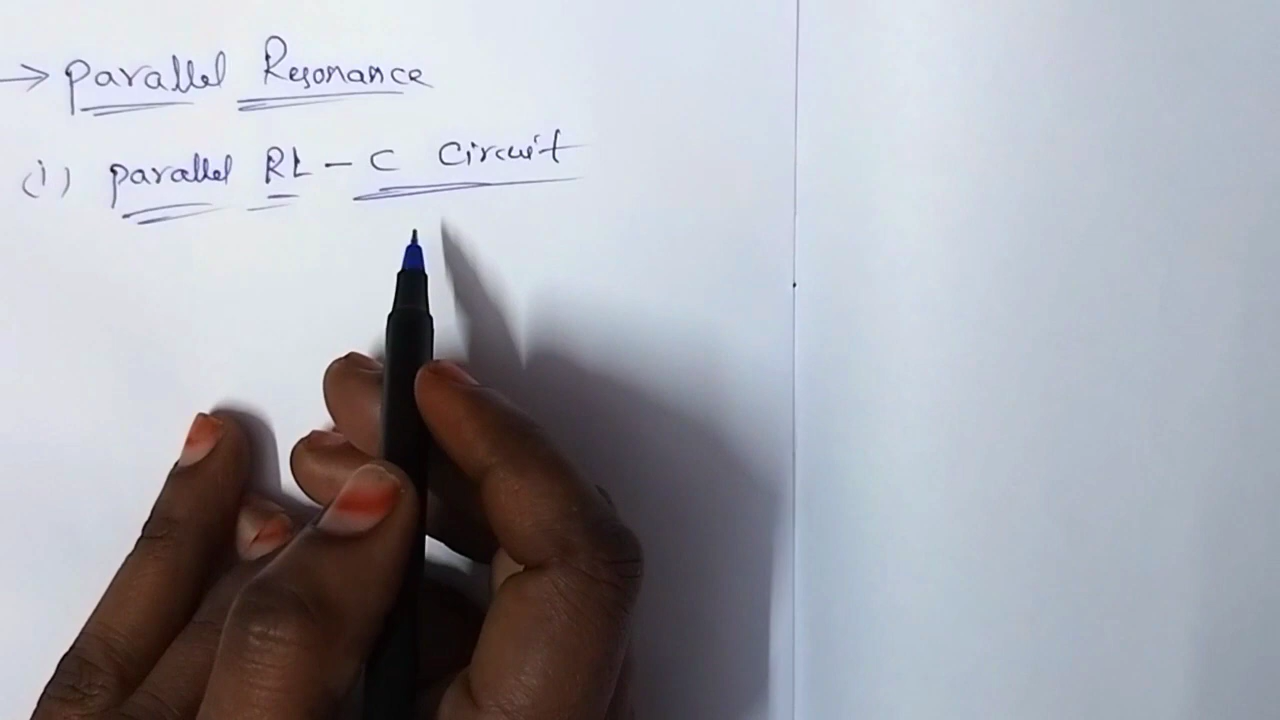 → Parallel Resonance
(i) Parallel RL - C Circuit